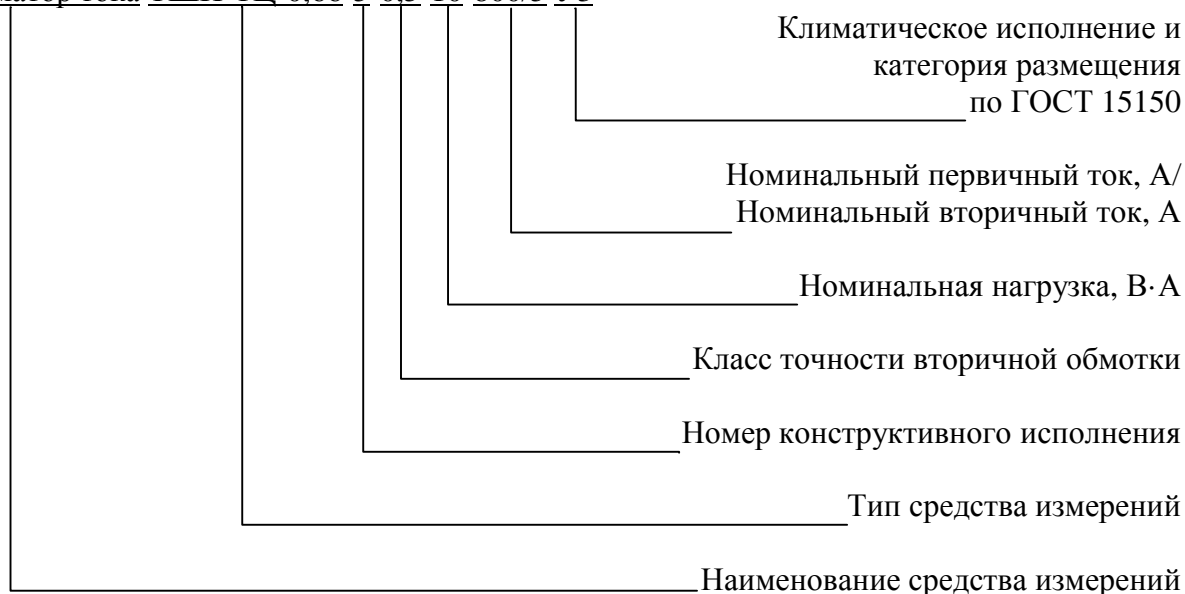 Климатическое исполнение и
категория размещения
по ГОСТ 15150
Номинальный первичный ток, А/
Номинальный вторичный ток, А
Номинальная нагрузка, В·А
Класс точности вторичной обмотки
Номер конструктивного исполнения
Тип средства измерений
Наименование средства измерений